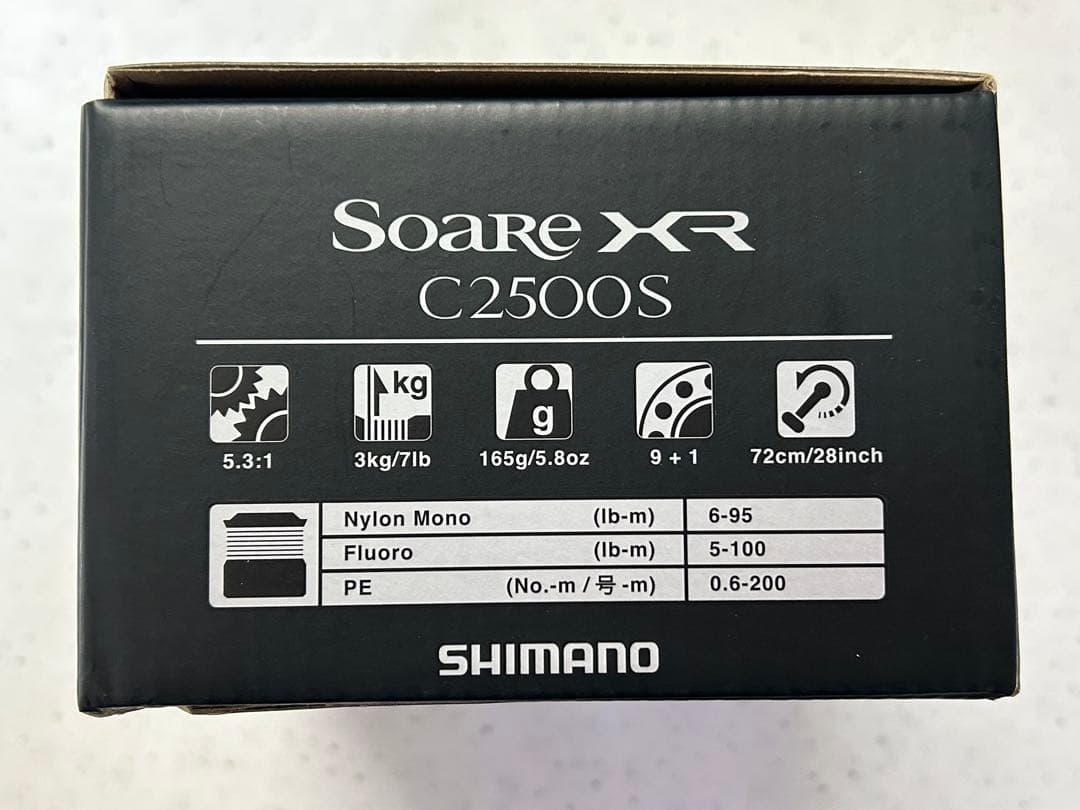 Soare XR
C2500S
kg
g
5.3:1 3kg/7lb 165g/5.8oz 9 + 1 72cm/28inch
Nylon Mono (lb-m) 6-95
Fluoro (lb-m) 5-100
PE (No.-m / 号 -m) 0.6-200
SHIMANO